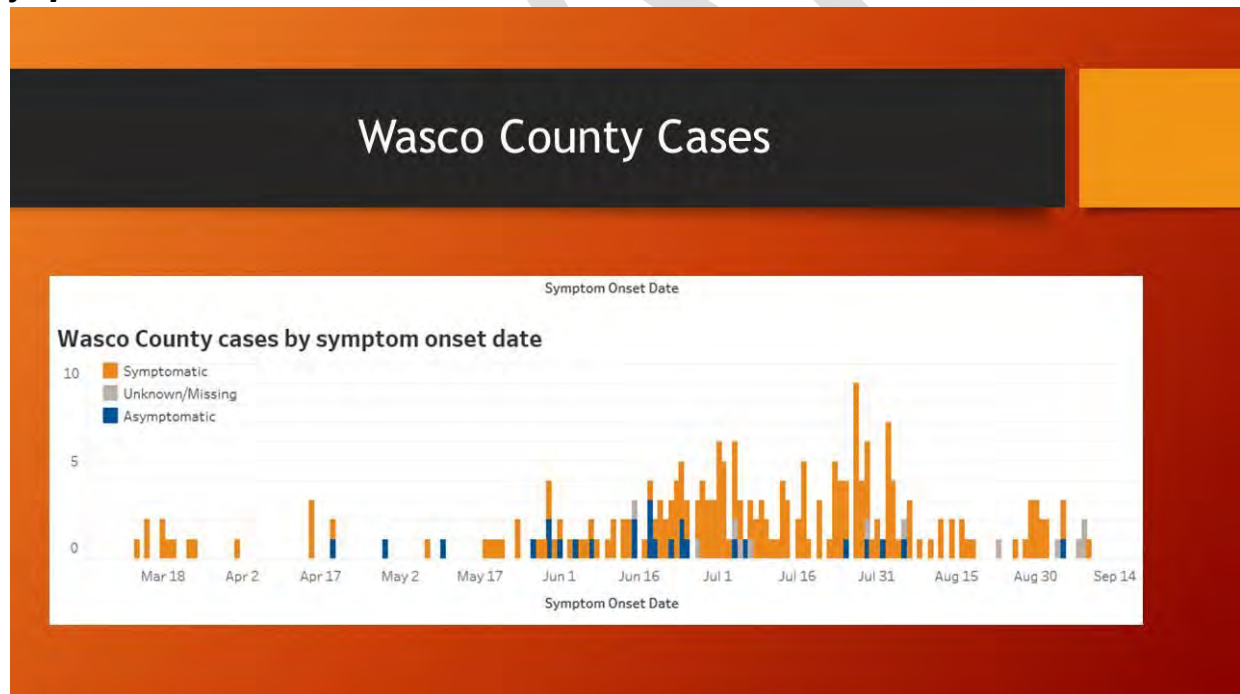 Wasco County Cases
Symptom Onset Date
Wasco County cases by symptom onset date
10
Symptomatic
Unknown/Missing
Asymptomatic
5
0
Mar 18 Apr 2 Apr 17 May 2 May 17 Jun 1 Jun 16 Jul 1 Jul 16 Jul 31 Aug 15 Aug 30 Sep 14
Symptom Onset Date